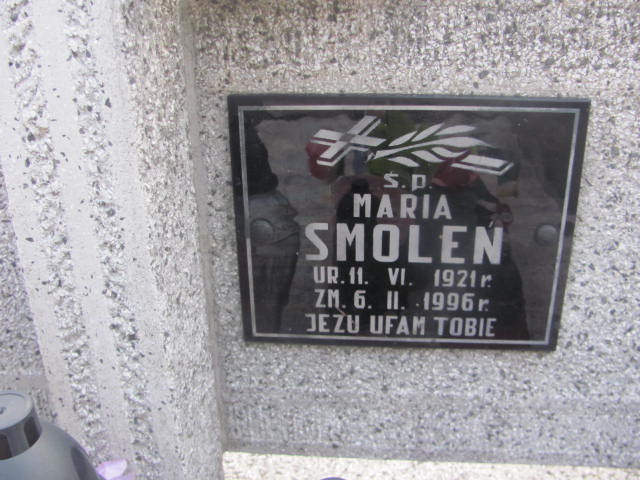 Ś.P.
MARIA
SMOLEN
UR. 11. VI. 1921 r.
ZM. 6. II. 1996 r.
JEZU UFAM TOBIE